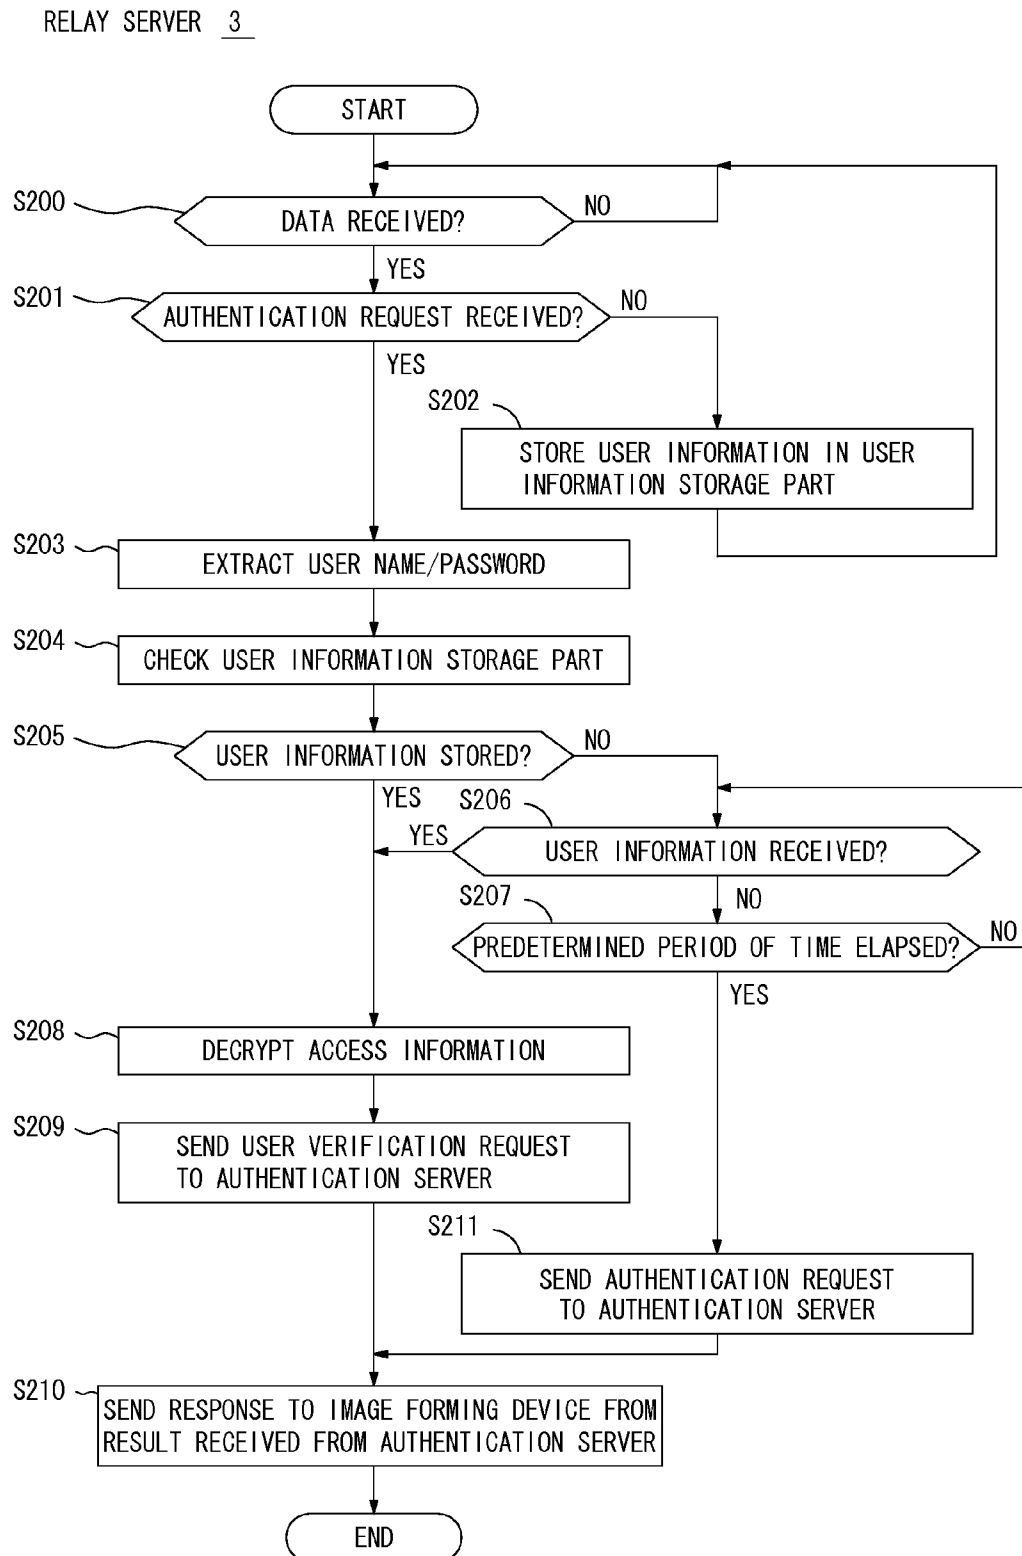 RELAY SERVER 3
START
S200
DATA RECEIVED?
NO
YES
S201
AUTHENTICATION REQUEST RECEIVED?
NO
YES
S202
STORE USER INFORMATION IN USER
INFORMATION STORAGE PART
S203
EXTRACT USER NAME/PASSWORD
S204
CHECK USER INFORMATION STORAGE PART
S205
USER INFORMATION STORED?
NO
YES
S206
YES
USER INFORMATION RECEIVED?
NO
S207
PREDETERMINED PERIOD OF TIME ELAPSED?
NO
YES
S208
DECRYPT ACCESS INFORMATION
S209
SEND USER VERIFICATION REQUEST
TO AUTHENTICATION SERVER
S211
SEND AUTHENTICATION REQUEST
TO AUTHENTICATION SERVER
S210
SEND RESPONSE TO IMAGE FORMING DEVICE FROM
RESULT RECEIVED FROM AUTHENTICATION SERVER
END